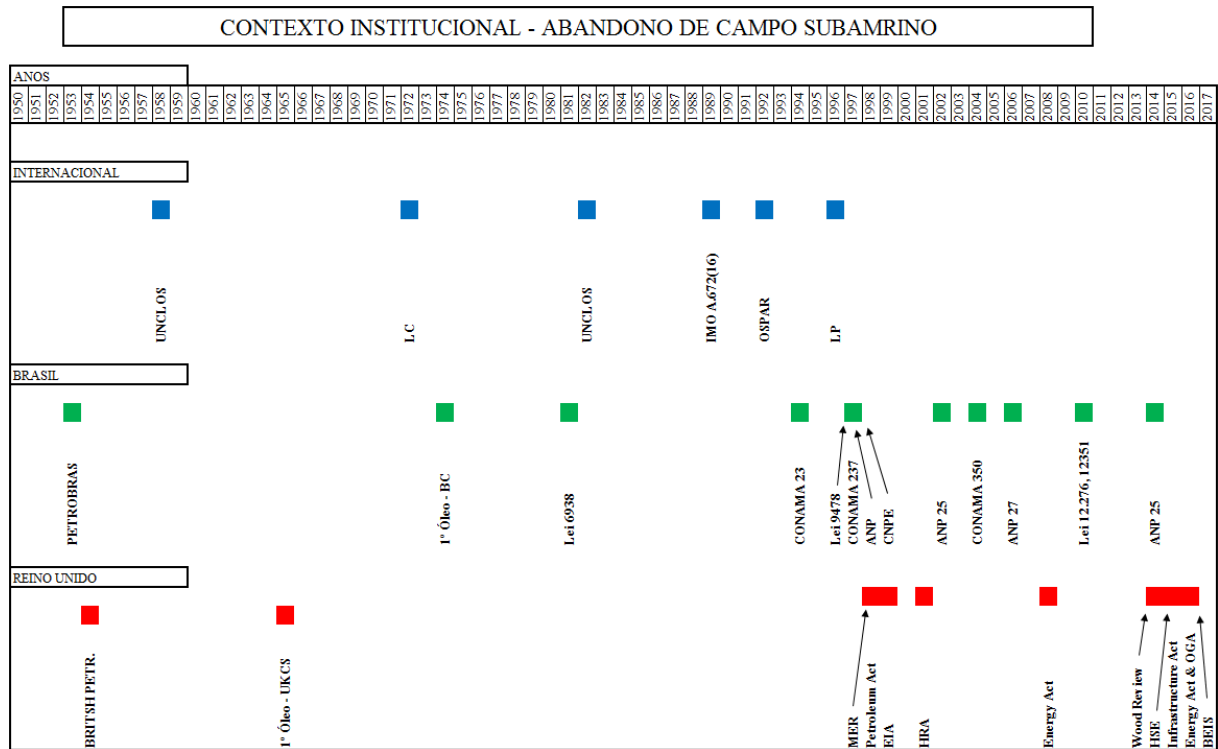 CONTEXTO INSTITUCIONAL - ABANDONO DE CAMPO SUBAMRINO
ANOS
1950 1951 1952 1953 1954 1955 1956 1957 1958 1959 1960 1961 1962 1963 1964 1965 1966 1967 1968 1969 1970 1971 1972 1973 1974 1975 1976 1977 1978 1979 1980 1981 1982 1983 1984 1985 1986 1987 1988 1989 1990 1991 1992 1993 1994 1995 1996 1997 1998 1999 2000 2001 2002 2003 2004 2005 2006 2007 2008 2009 2010 2011 2012 2013 2014 2015 2016 2017
INTERNACIONAL
UNCLOS
LC
UNCLOS
IMO A.672(16)
OSPAR
LP
BRASIL
PETROBRAS
1º Óleo - BC
Lei 6938
CONAMA 23
Lei 9478
CONAMA 237
ANP
CNPE
ANP 25
CONAMA 350
ANP 27
Lei 12.276, 12351
ANP 25
REINO UNIDO
BRITSH PETR.
1º Óleo - UKCS
MER
Petroleum Act
EIA
HRA
Energy Act
Wood Review
HSE
Infrastructure Act
Energy Act & OGA
BEIS